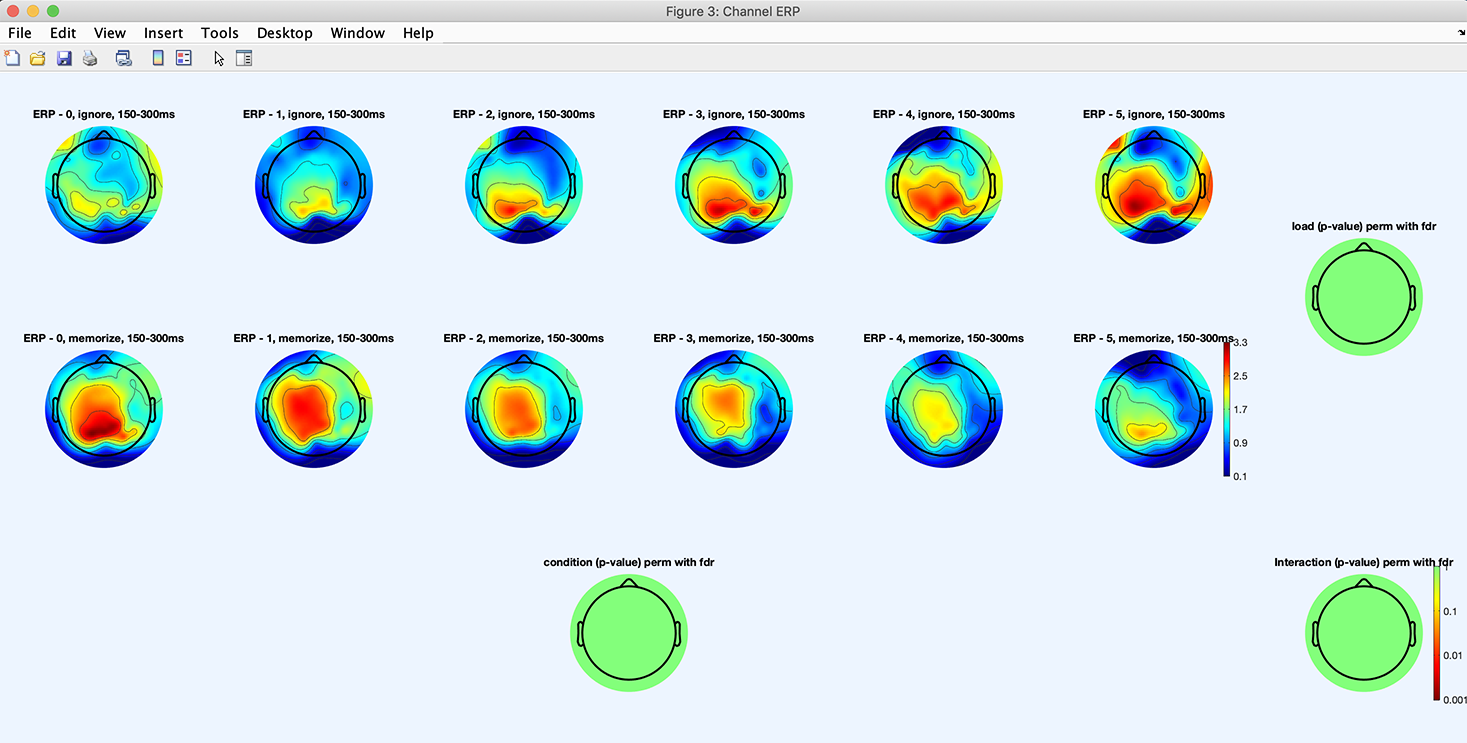 Figure 3: Channel ERP
File Edit View Insert Tools Desktop Window Help
ERP - 0, ignore, 150-300ms
ERP - 1, ignore, 150-300ms
ERP - 2, ignore, 150-300ms
ERP - 3, ignore, 150-300ms
ERP - 4, ignore, 150-300ms
ERP - 5, ignore, 150-300ms
load (p-value) perm with fdr
ERP - 0, memorize, 150-300ms
ERP - 1, memorize, 150-300ms
ERP - 2, memorize, 150-300ms
ERP - 3, memorize, 150-300ms
ERP - 4, memorize, 150-300ms
ERP - 5, memorize, 150-300ms
3.3
2.5
1.7
0.9
0.1
condition (p-value) perm with fdr
Interaction (p-value) perm with fdr
1
0.1
0.01
0.001